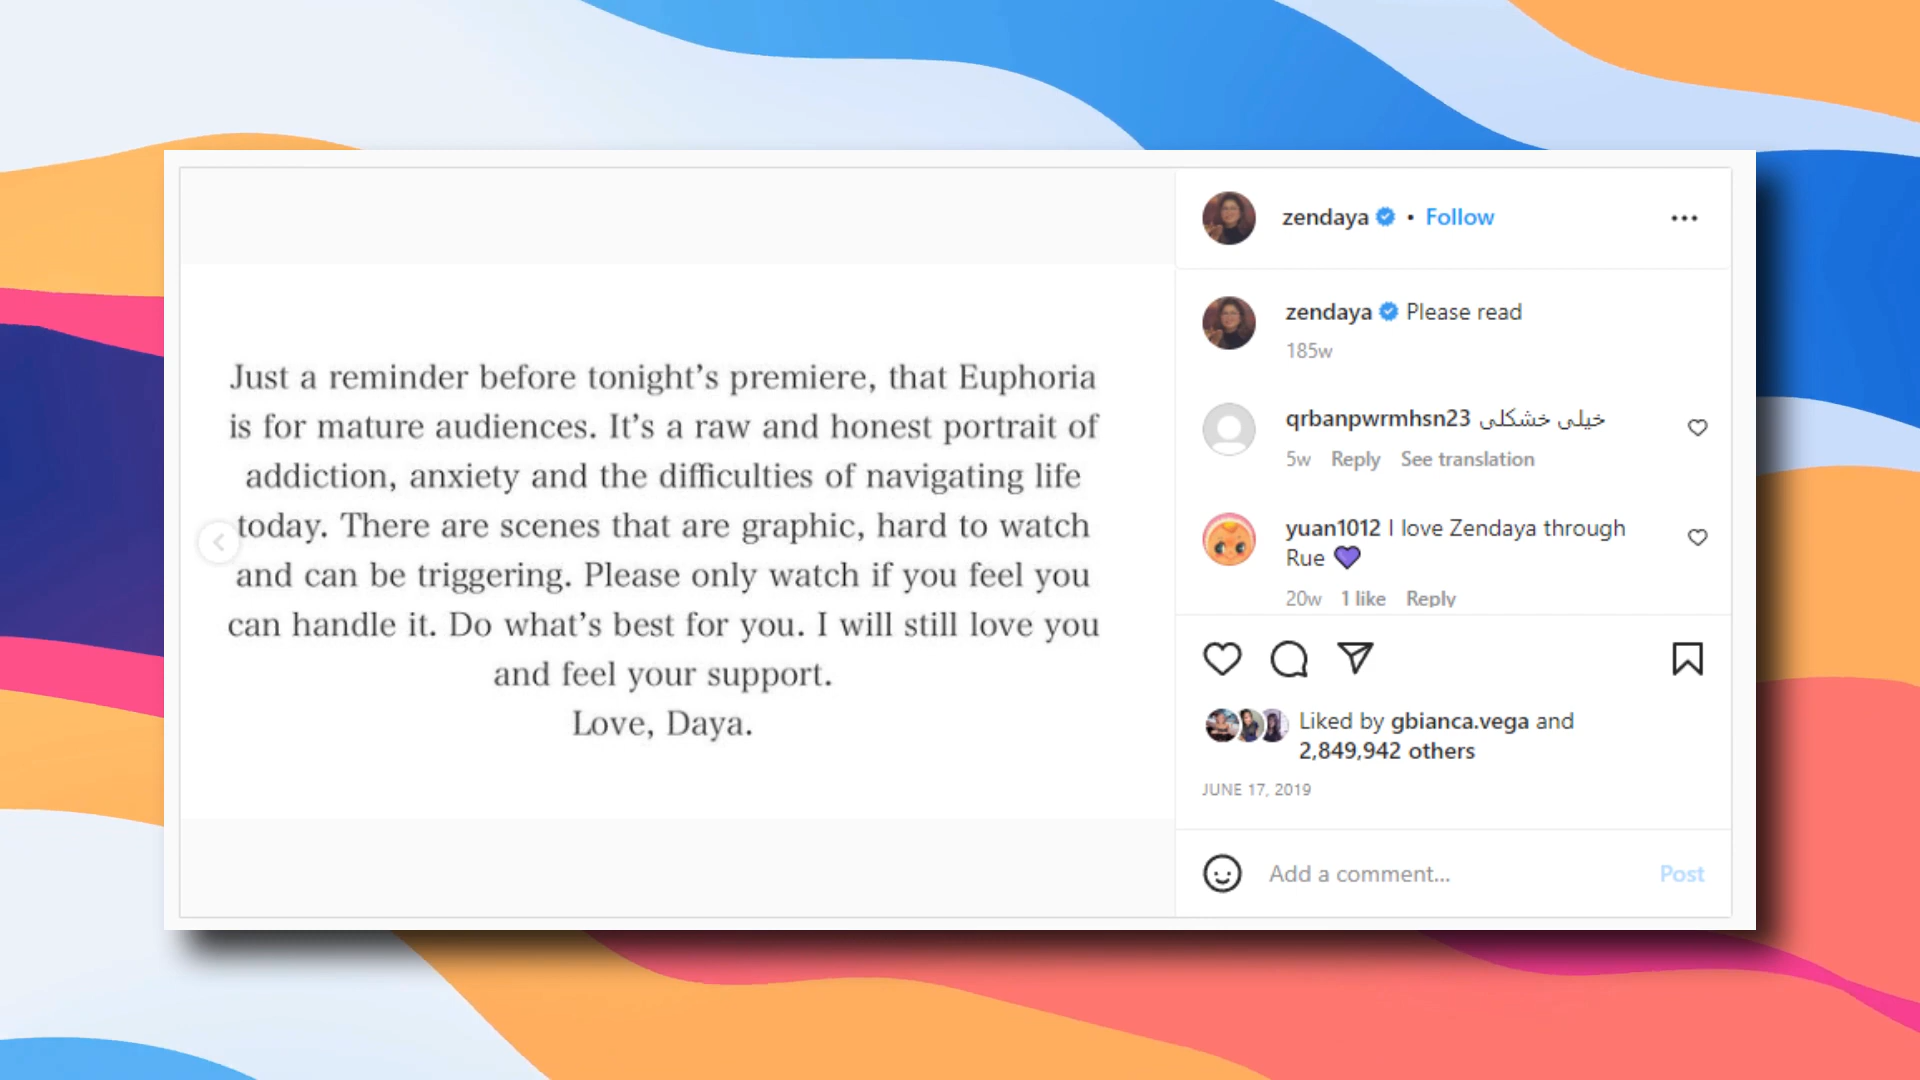 Just a reminder before tonight’s premiere, that Euphoria
is for mature audiences. It’s a raw and honest portrait of
addiction, anxiety and the difficulties of navigating life
today. There are scenes that are graphic, hard to watch
and can be triggering. Please only watch if you feel you
can handle it. Do what’s best for you. I will still love you
and feel your support.
Love, Daya.
zendaya • Follow
zendaya Please read
185w
qrbanpwrmhsn23 خیلی خشکلی
5w Reply See translation
yuan1012 I love Zendaya through
Rue 💜
20w 1 like Reply
Liked by gbianca.vega and
2,849,942 others
JUNE 17, 2019
Add a comment... Post